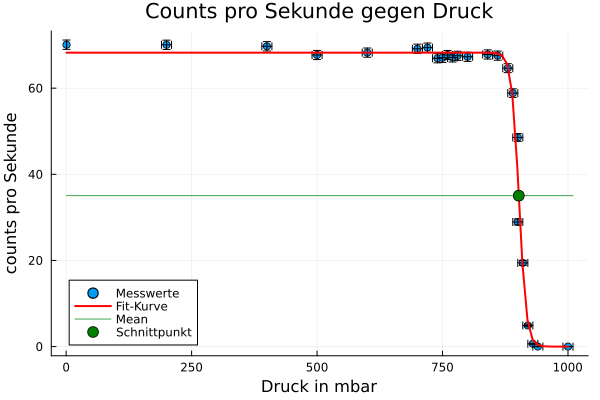 Counts pro Sekunde gegen Druck
counts pro Sekunde
60
40
20
0
Messwerte
Fit-Kurve
Mean
Schnittpunkt
0 250 500 750 1000
Druck in mbar